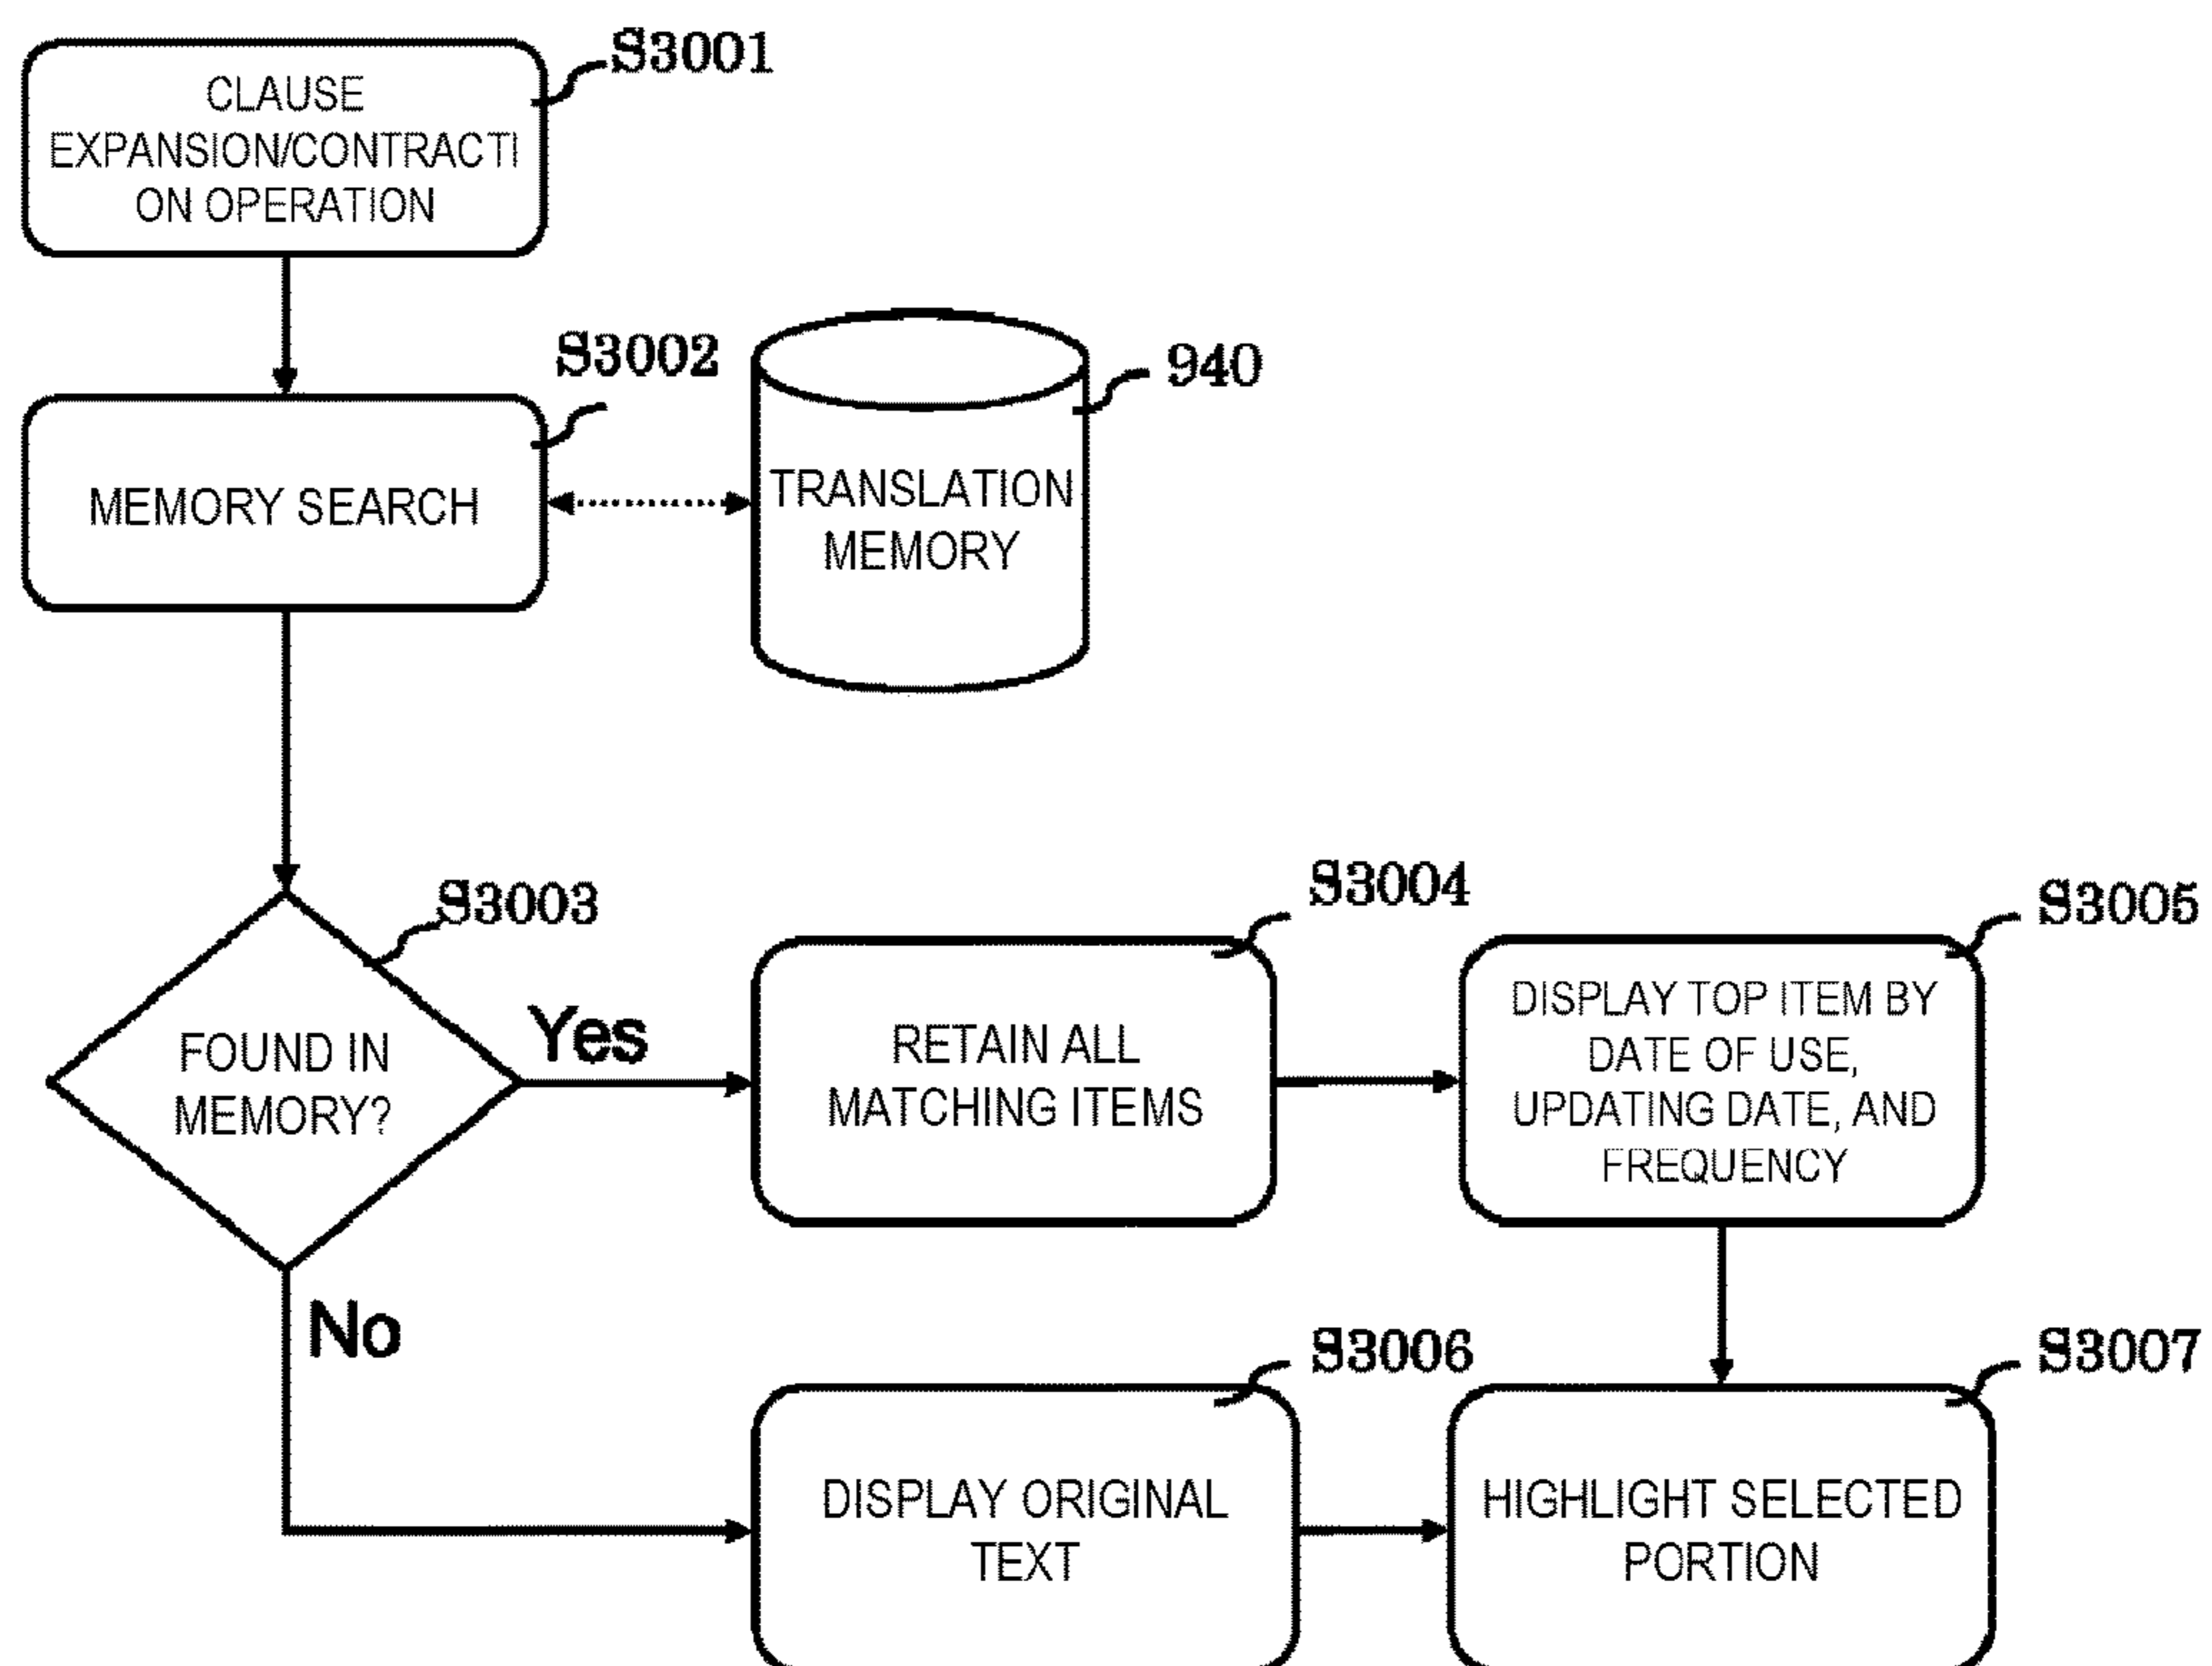 S3001
CLAUSE
EXPANSION/CONTRACTI
ON OPERATION
S3002
MEMORY SEARCH
940
TRANSLATION
MEMORY
S3003
FOUND IN
MEMORY?
Yes
No
S3004
RETAIN ALL
MATCHING ITEMS
S3005
DISPLAY TOP ITEM BY
DATE OF USE,
UPDATING DATE, AND
FREQUENCY
S3006
DISPLAY ORIGINAL
TEXT
S3007
HIGHLIGHT SELECTED
PORTION